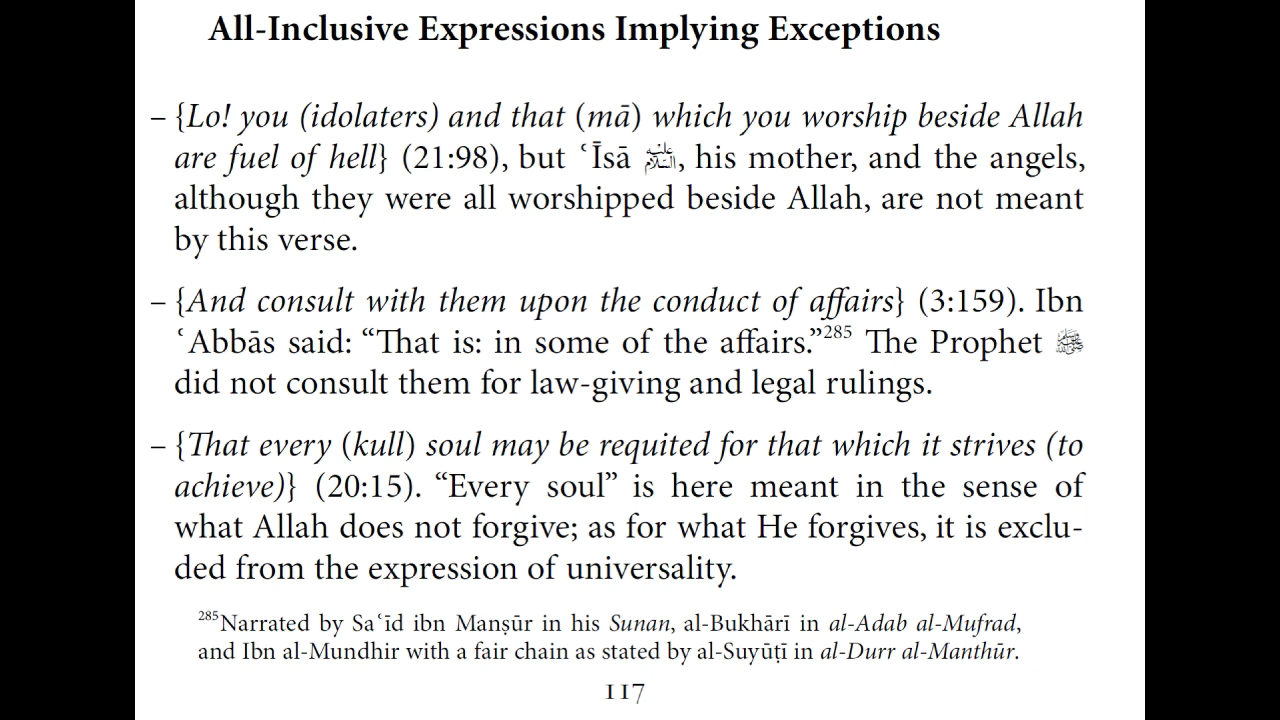 All-Inclusive Expressions Implying Exceptions
– {Lo! you (idolaters) and that (mā) which you worship beside Allah
are fuel of hell} (21:98), but ʿĪsā عليه السلام, his mother, and the angels,
although they were all worshipped beside Allah, are not meant
by this verse.
– {And consult with them upon the conduct of affairs} (3:159). Ibn
ʿAbbās said: “That is: in some of the affairs.”285 The Prophet ﷺ
did not consult them for law-giving and legal rulings.
– {That every (kull) soul may be requited for that which it strives (to
achieve)} (20:15). “Every soul” is here meant in the sense of
what Allah does not forgive; as for what He forgives, it is exclu-
ded from the expression of universality.
285Narrated by Saʿīd ibn Manṣūr in his Sunan, al-Bukhārī in al-Adab al-Mufrad,
and Ibn al-Mundhir with a fair chain as stated by al-Suyūṭī in al-Durr al-Manthūr.
117